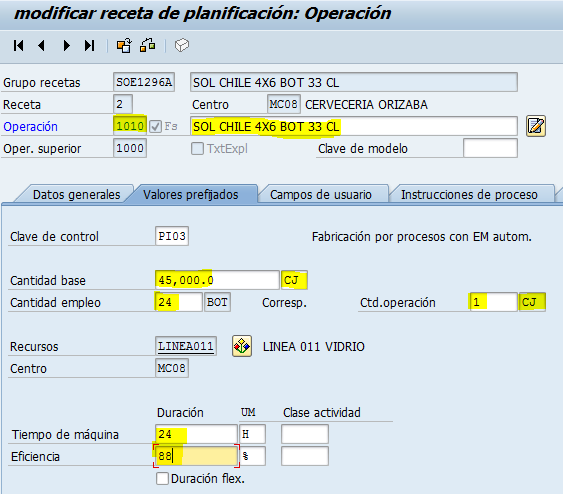 modificar receta de planificación: Operación
Grupo recetas SOE1296A SOL CHILE 4X6 BOT 33 CL
Receta 2 Centro MC08 CERVECERIA ORIZABA
Operación 1010 Fs SOL CHILE 4X6 BOT 33 CL
Oper. superior 1000 TxtExpl Clave de modelo
Datos generales Valores prefijados Campos de usuario Instrucciones de proceso
Clave de control PI03 Fabricación por procesos con EM autom.
Cantidad base 45,000.0 CJ
Cantidad empleo 24 BOT Corresp. Ctd.operación 1 CJ
Recursos LINEA011 LINEA 011 VIDRIO
Centro MC08
Duración UM Clase actividad
Tiempo de máquina 24 H
Eficiencia 88 %
Duración flex.